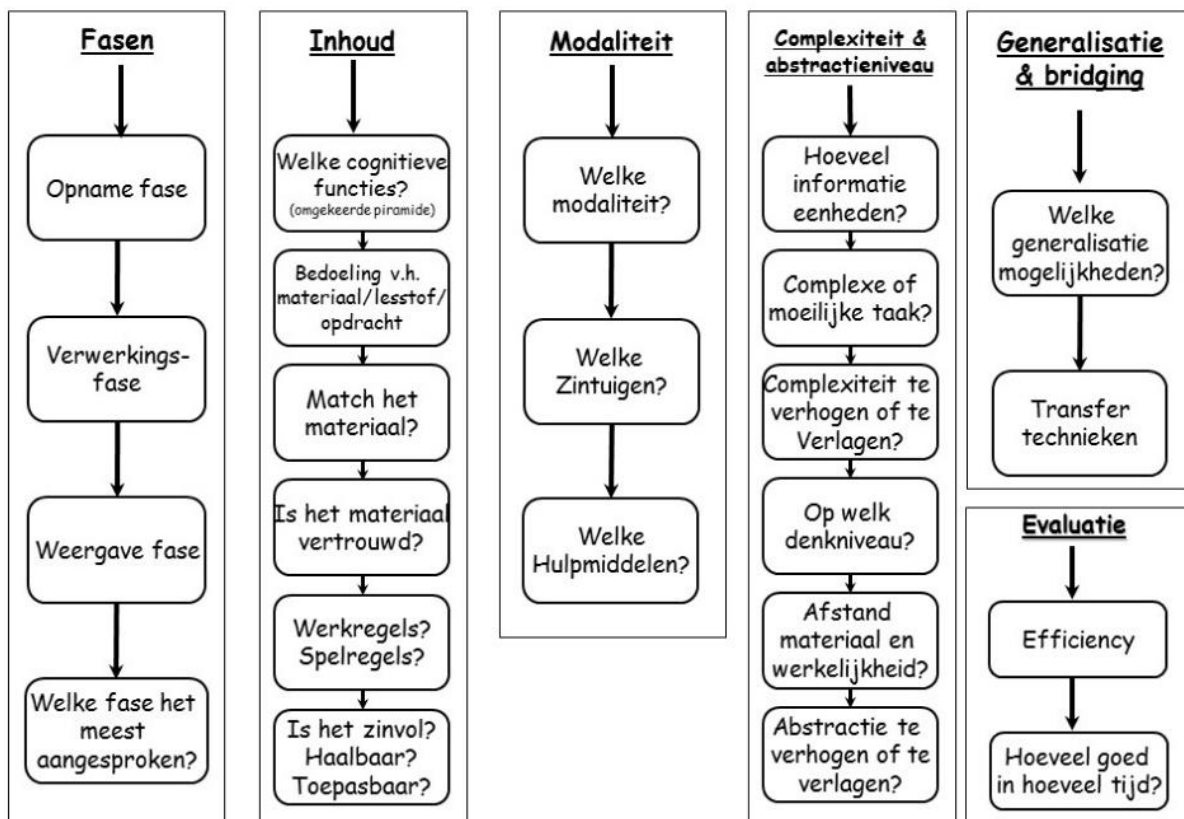 Fasen
Opname fase
Verwerkings-
fase
Weergave fase
Welke fase het
meest
aangesproken?
Inhoud
Welke cognitieve
functies?
(omgekeerde piramide)
Bedoeling v.h.
materiaal/lesstof/
opdracht
Match het
materiaal?
Is het materiaal
vertrouwd?
Werkregels?
Spelregels?
Is het zinvol?
Haalbaar?
Toepasbaar?
Modaliteit
Welke
modaliteit?
Welke
Zintuigen?
Welke
Hulpmiddelen?
Complexiteit &
abstractieniveau
Hoeveel
informatie
eenheden?
Complexe of
moeilijke taak?
Complexiteit te
verhogen of te
Verlagen?
Op welk
denkniveau?
Afstand
materiaal en
werkelijkheid?
Abstractie te
verhogen of te
verlagen?
Generalisatie
& bridging
Welke
generalisatie
mogelijkheden?
Transfer
technieken
Evaluatie
Efficiency
Hoeveel goed
in hoeveel tijd?